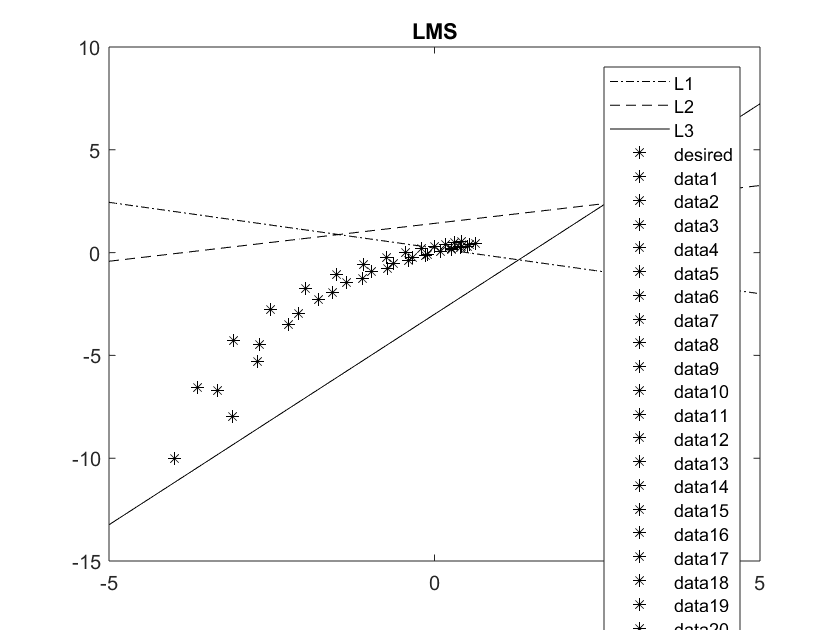 LMS
10
5
0
-5
-10
-15
-5
0
5
L1
L2
L3
desired
data1
data2
data3
data4
data5
data6
data7
data8
data9
data10
data11
data12
data13
data14
data15
data16
data17
data18
data19
data20